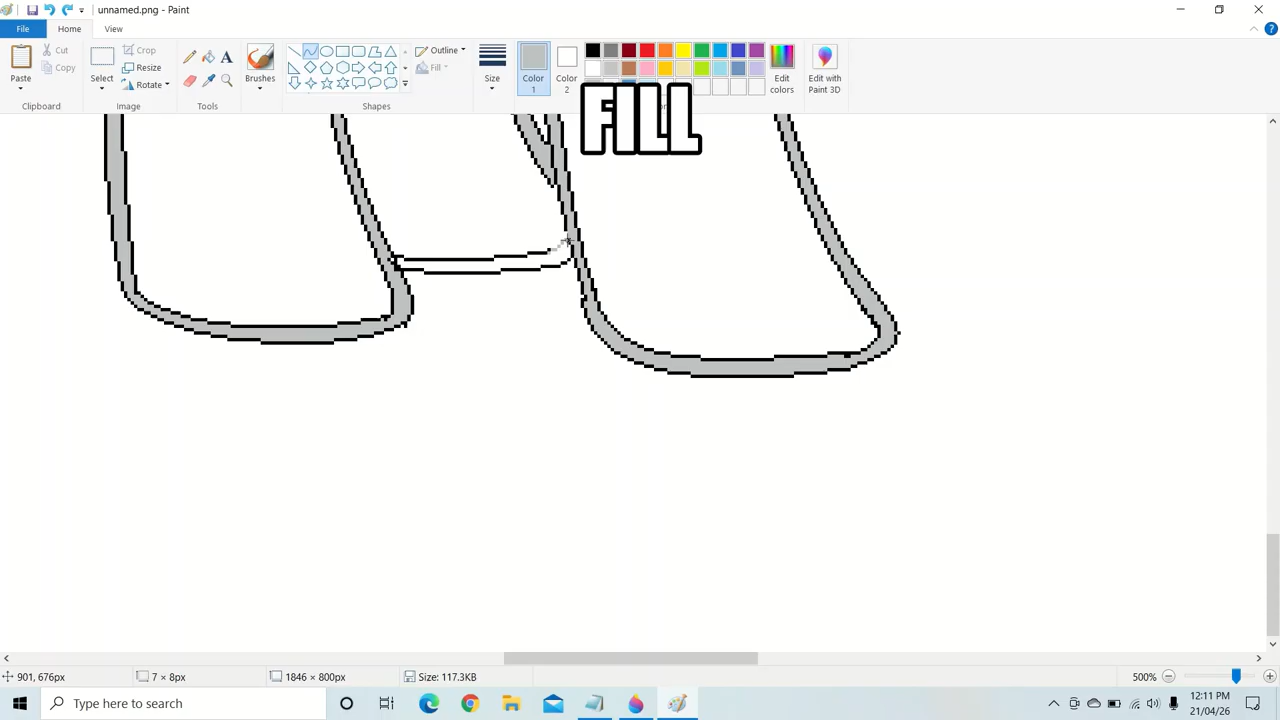 unnamed.png - Paint
File
Home
View
Paste
Cut
Copy
Clipboard
Select
Crop
Resize
Rotate
Image
Tools
Brushes
Shapes
Outline
Fill
Size
Color
1
Color
2
Edit
colors
Edit with
Paint 3D
FILL
901, 676px
7 × 8px
1846 × 800px
Size: 117.3KB
500%
Type here to search
12:11 PM
21/04/26